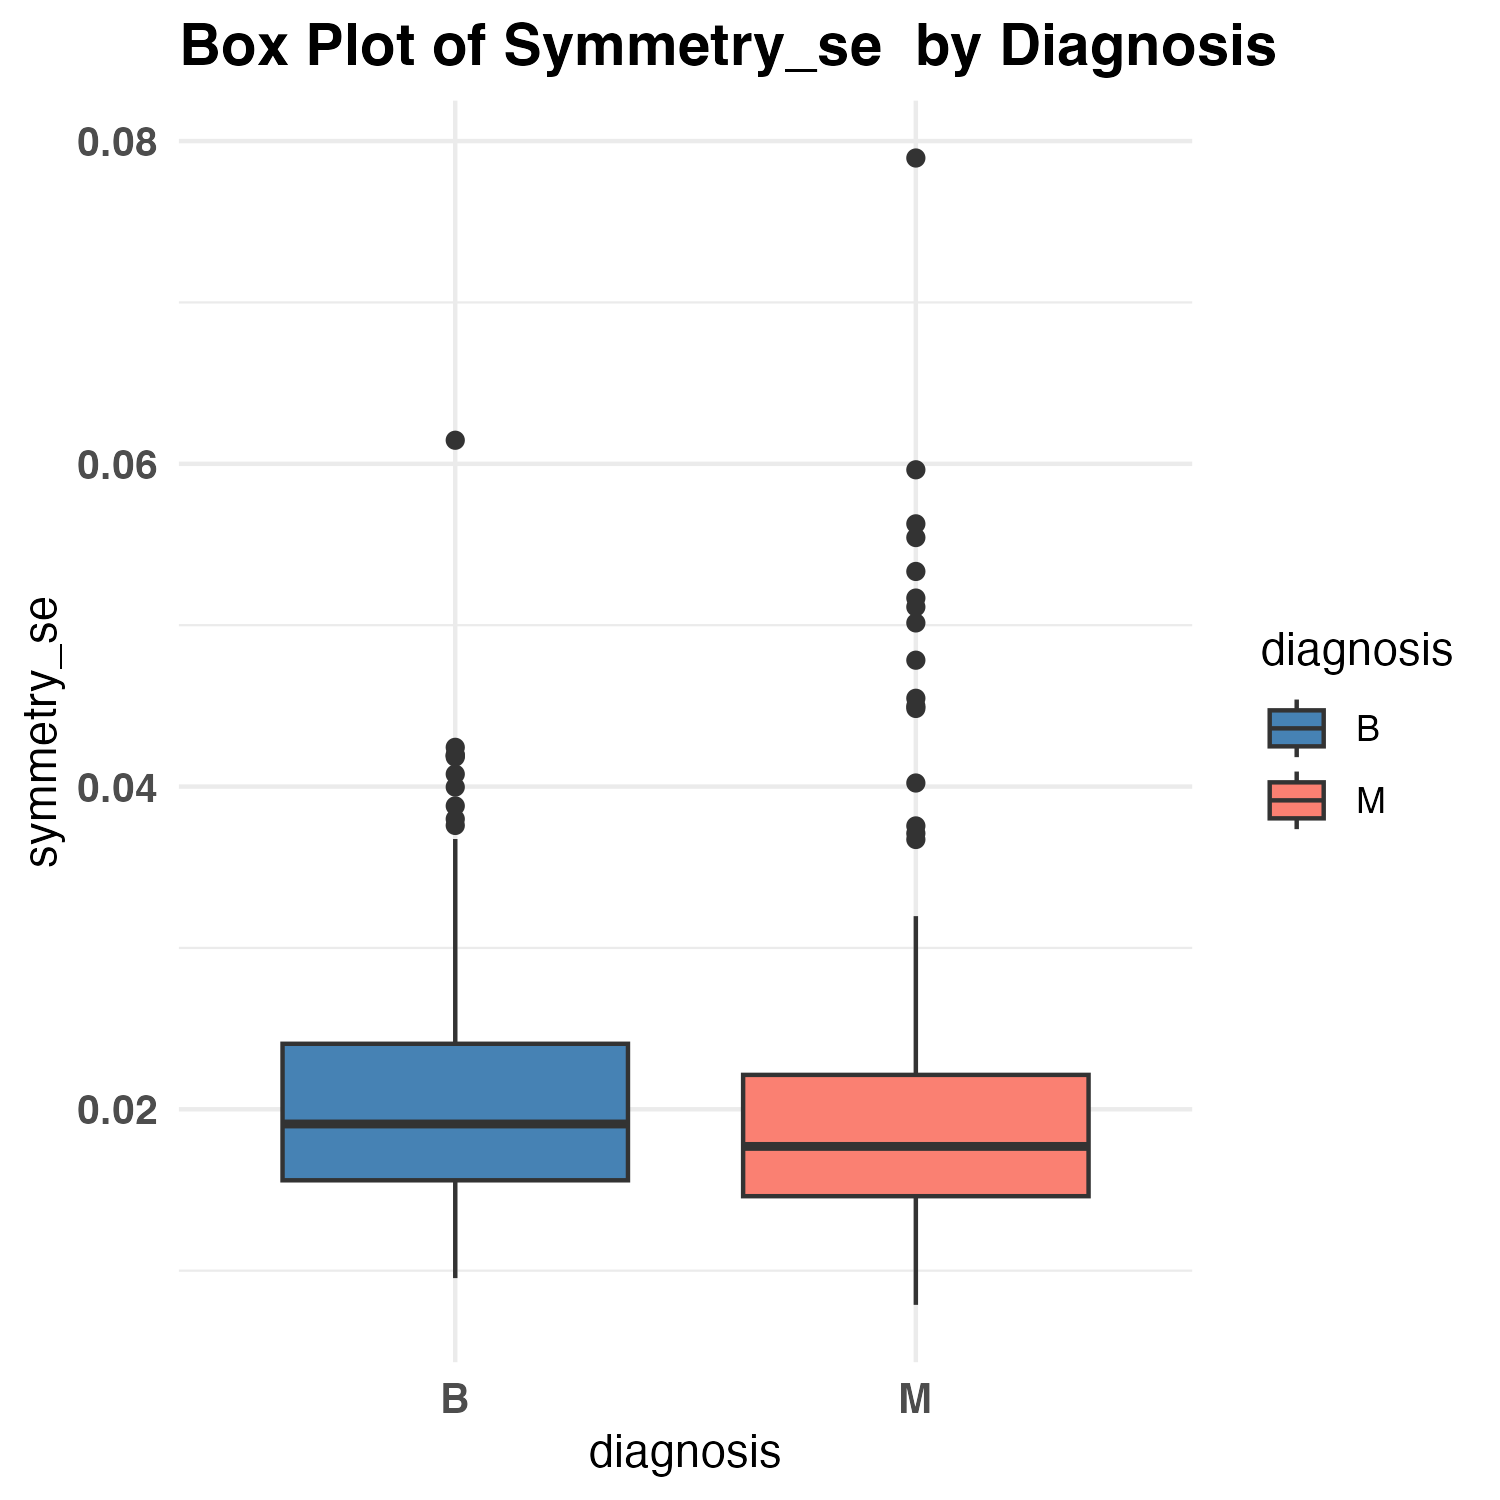 Box Plot of Symmetry_se  by Diagnosis
0.08
0.06
0.04
0.02
symmetry_se
B
M
diagnosis
diagnosis
B
M